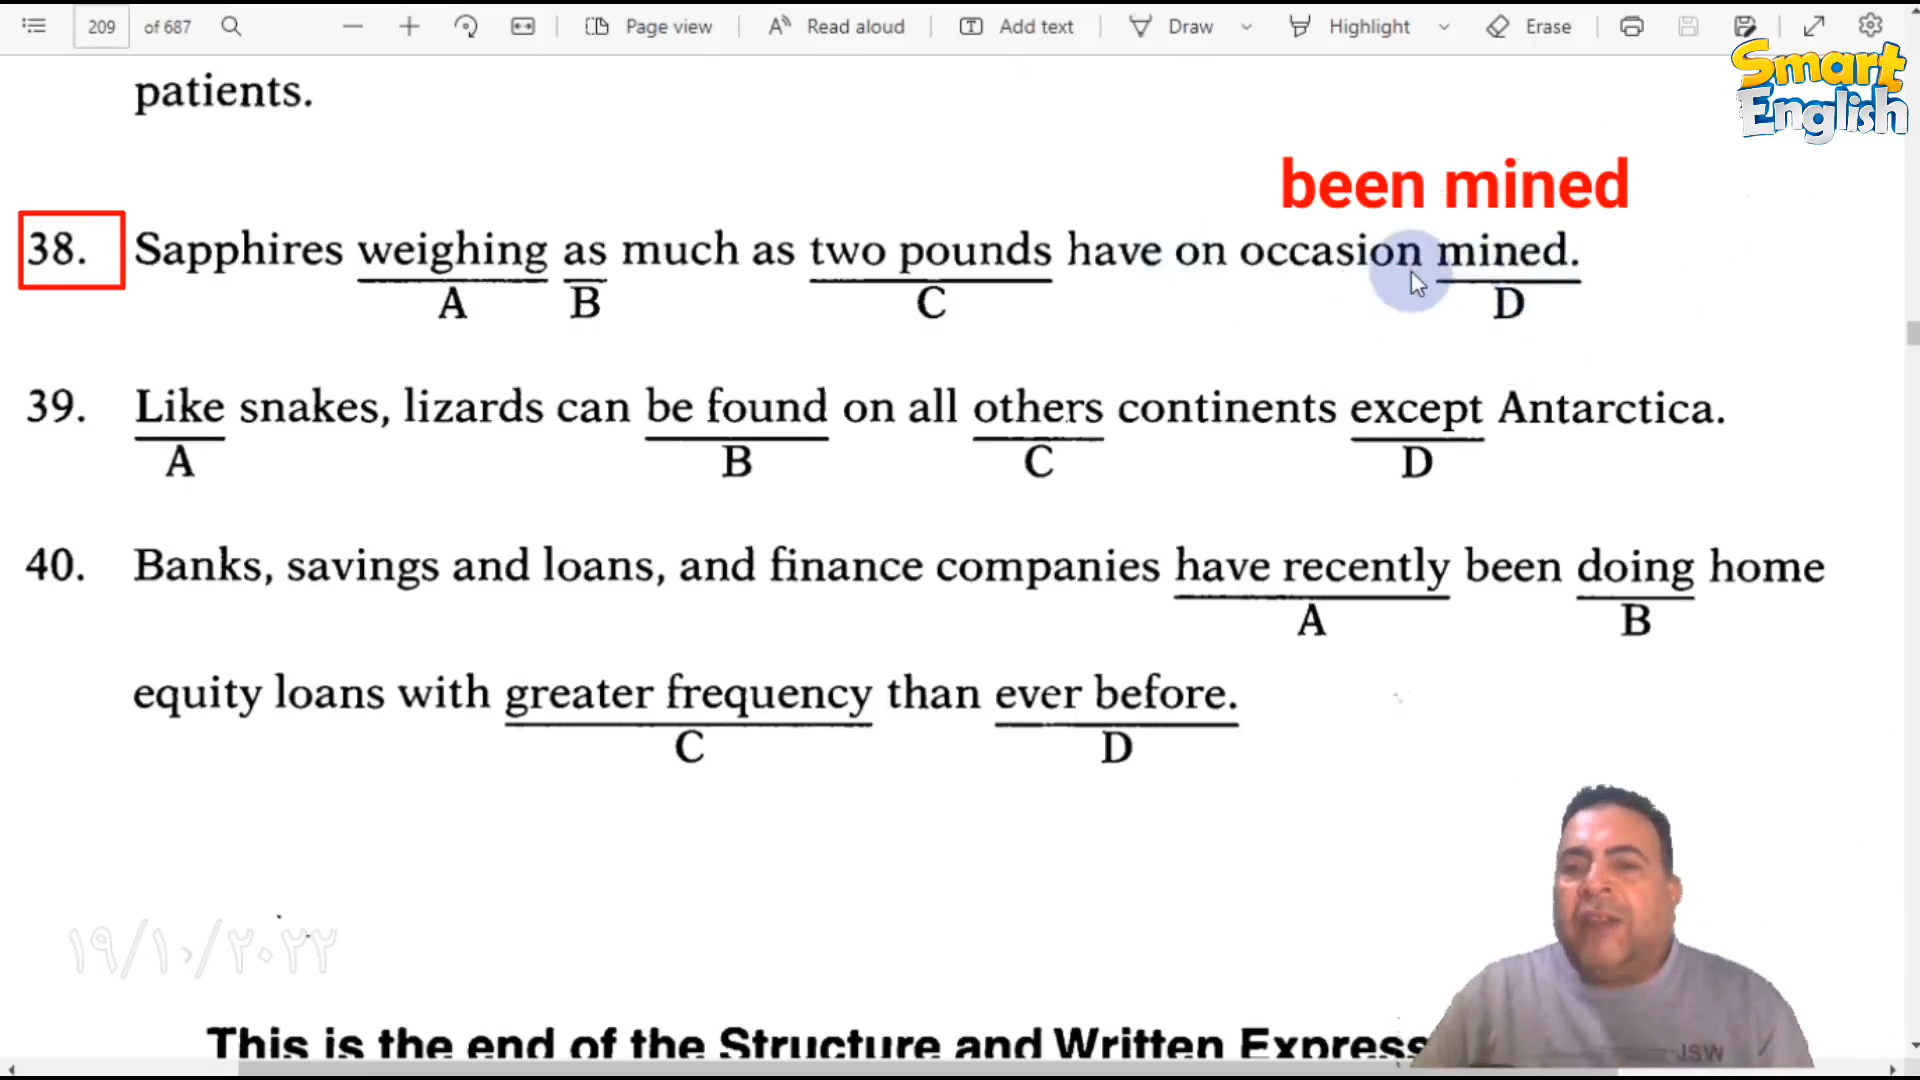 209 of 687 Page view Read aloud Add text Draw Highlight Erase
Smart
English
patients.
been mined
38. Sapphires weighing as much as two pounds have on occasion mined.
A B C D
39. Like snakes, lizards can be found on all others continents except Antarctica.
A B C D
40. Banks, savings and loans, and finance companies have recently been doing home
A B
equity loans with greater frequency than ever before.
C D
١٩/١٠/٢٠٢٢
This is the end of the Structure and Written Express
JSW